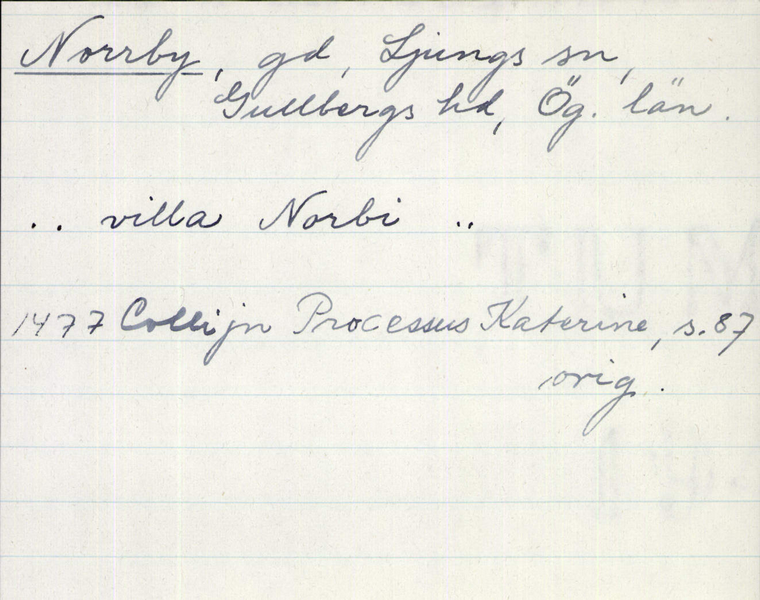 Norrby, gd, Ljungs sn,
Gullbergs hd, Ög. län.
.. villa Norbi ..
1477 Collijn Processus Katerine, s. 87
orig.